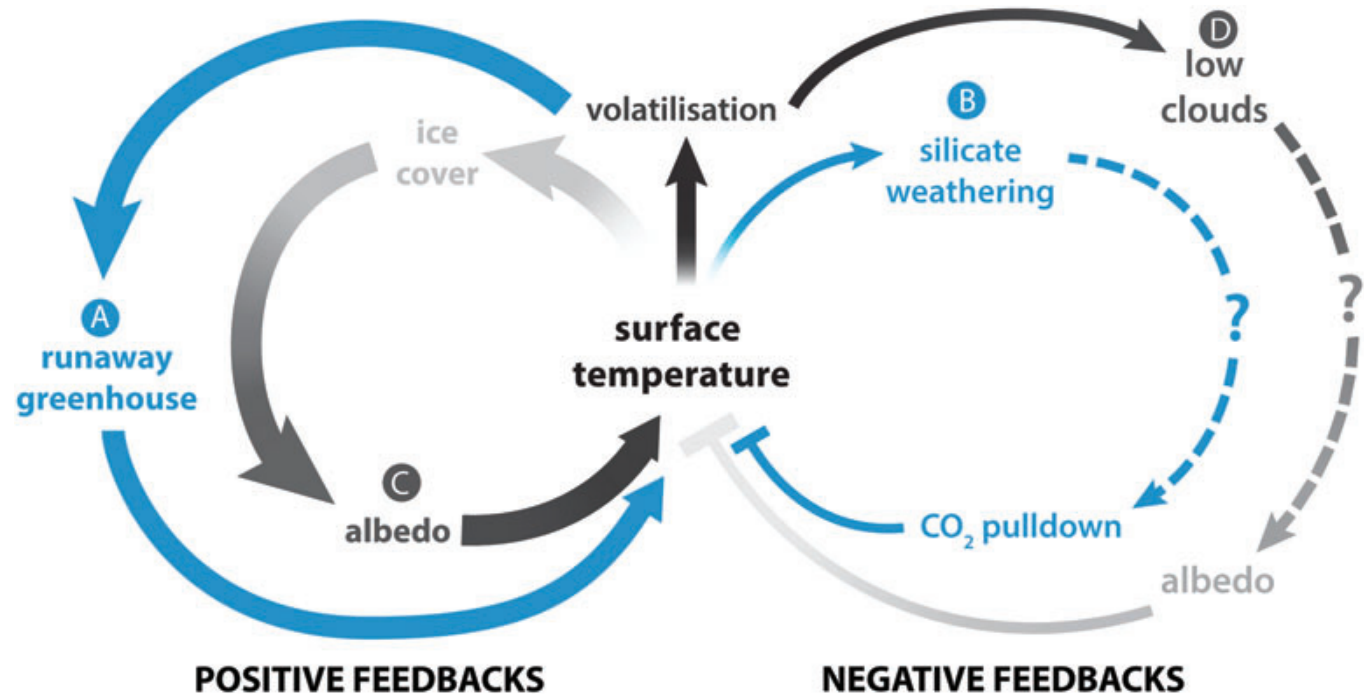 D
low
clouds
volatilisation
B
silicate
weathering
ice
cover
?
?
A
runaway
greenhouse
surface
temperature
C
albedo
CO₂ pulldown
albedo
POSITIVE FEEDBACKS
NEGATIVE FEEDBACKS